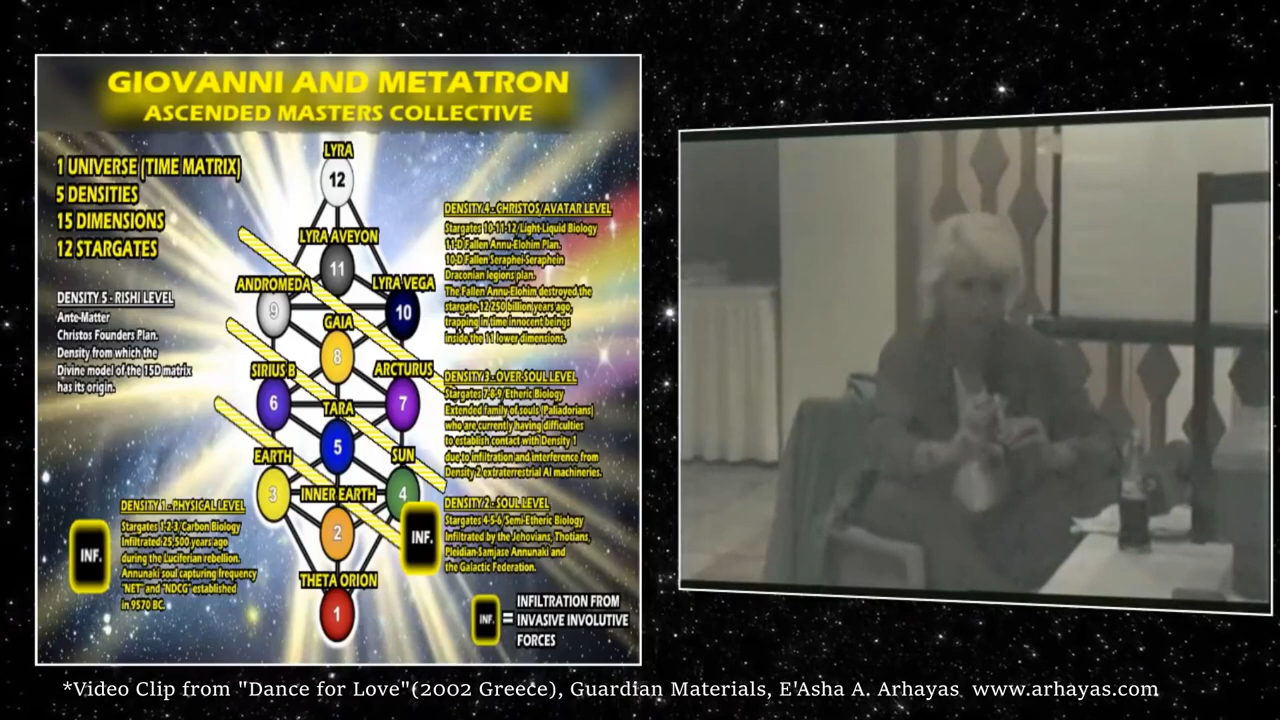 GIOVANNI AND METATRON
ASCENDED MASTERS COLLECTIVE
1 UNIVERSE (TIME MATRIX)
5 DENSITIES
15 DIMENSIONS
12 STARGATES
DENSITY 5 - RISHI LEVEL
Ante-Matter
Christos Founders Plan.
Density from which the
Divine model of the 15D matrix
has its origin.
LYRA
12
LYRA AVEYON
11
ANDROMEDA
9
LYRA VEGA
10
GAIA
8
SIRIUS B
6
ARCTURUS
7
TARA
5
EARTH
3
SUN
4
INNER EARTH
2
THETA ORION
1
DENSITY 4 - CHRISTOS/AVATAR LEVEL
Stargates 10-11-12/Light-Liquid Biology
11-D Fallen Annu-Elohim Plan.
10-D Fallen Seraphei-Seraphein
Draconian legions plan.
The Fallen Annu-Elohim destroyed the
stargate-12 250 billion years ago,
trapping in time innocent beings
inside the 11 lower dimensions.
DENSITY 3 - OVER-SOUL LEVEL
Stargates 7-8-9/Etheric Biology
Extended family of souls (Paliadorians)
who are currently having difficulties
to establish contact with Density 1
due to infiltration and interference from
Density 2 extraterrestrial AI machineries.
DENSITY 2 - SOUL LEVEL
Stargates 4-5-6/Semi-Etheric Biology
Infiltrated by the Jehovians, Thotians,
Pleidian-Samjase Annunaki and
the Galactic Federation.
INF.
DENSITY 1 - PHYSICAL LEVEL
Stargates 1-2-3/Carbon Biology
Infiltrated 25,500 years ago
during the Luciferian rebellion.
Annunaki soul capturing frequency
"NET" and "NDCG" established
in 9570 BC.
INF.
INF. = INFILTRATION FROM
INVASIVE INVOLUTIVE
FORCES
*Video Clip from "Dance for Love"(2002 Greece), Guardian Materials, E'Asha A. Arhayas www.arhayas.com